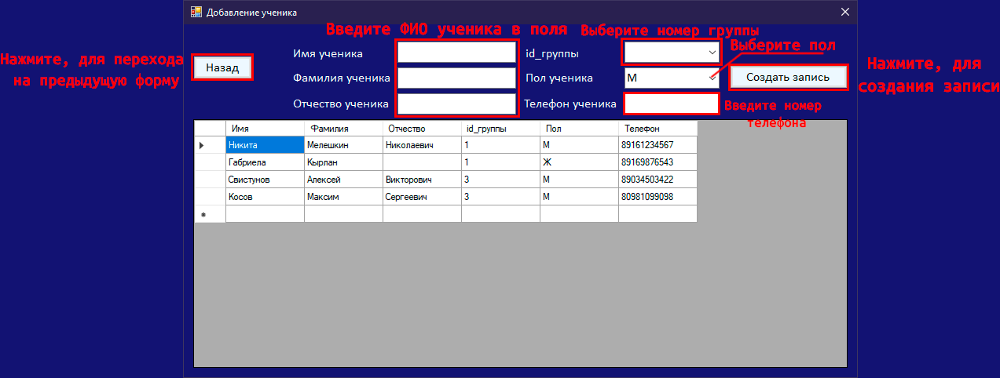 Добавление ученика
Введите ФИО ученика в поля
Выберите номер группы
Нажмите, для перехода
на предыдущую форму
Назад
Имя ученика
id_группы
Выберите пол
Фамилия ученика
Пол ученика
М
Создать запись
Нажмите, для
создания записи
Отчество ученика
Телефон ученика
Введите номер
телефона
Имя Фамилия Отчество id_группы Пол Телефон
Никита Мелешкин Николаевич 1 М 89161234567
Габриела Кырлан 1 Ж 89169876543
Свистунов Алексей Викторович 3 М 89034503422
Косов Максим Сергеевич 3 М 80981099098